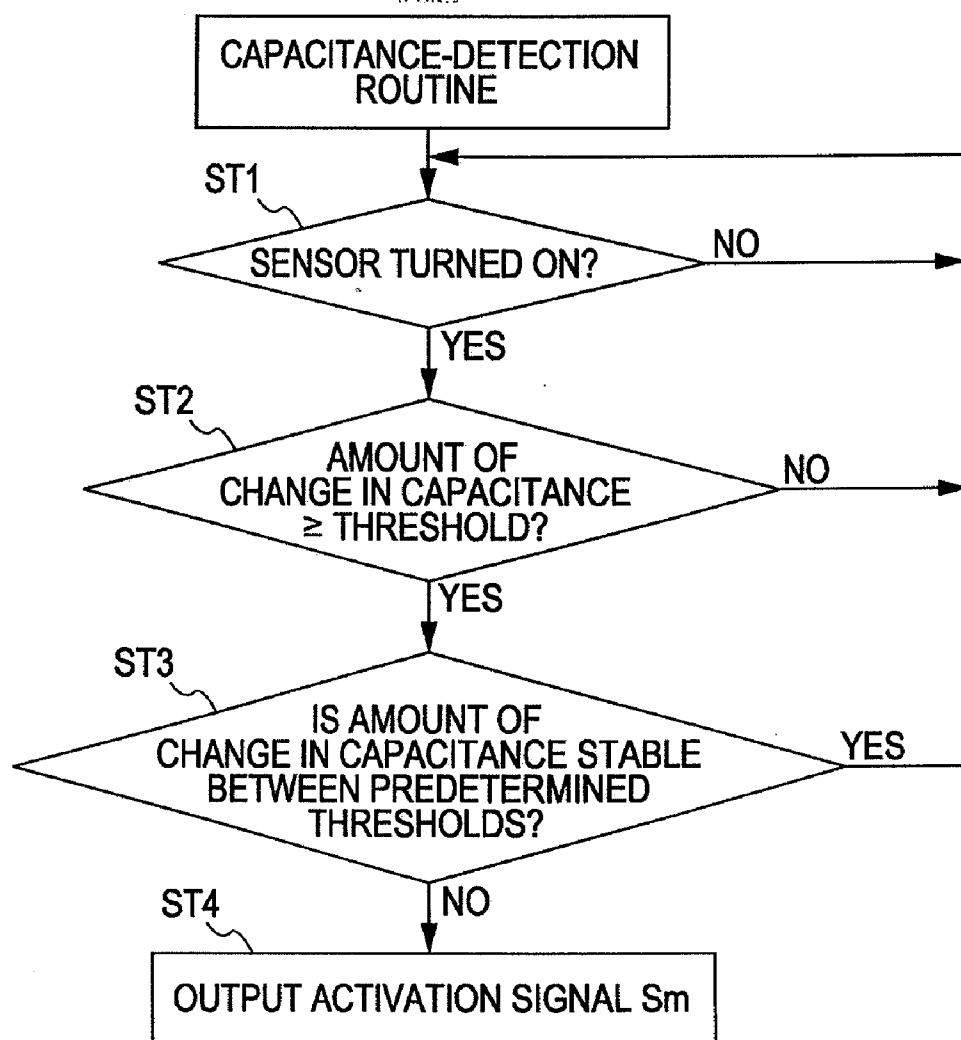 CAPACITANCE-DETECTION
ROUTINE
ST1
SENSOR TURNED ON?
NO
YES
ST2
AMOUNT OF
CHANGE IN CAPACITANCE
≥ THRESHOLD?
NO
YES
ST3
IS AMOUNT OF
CHANGE IN CAPACITANCE STABLE
BETWEEN PREDETERMINED
THRESHOLDS?
YES
NO
ST4
OUTPUT ACTIVATION SIGNAL Sm